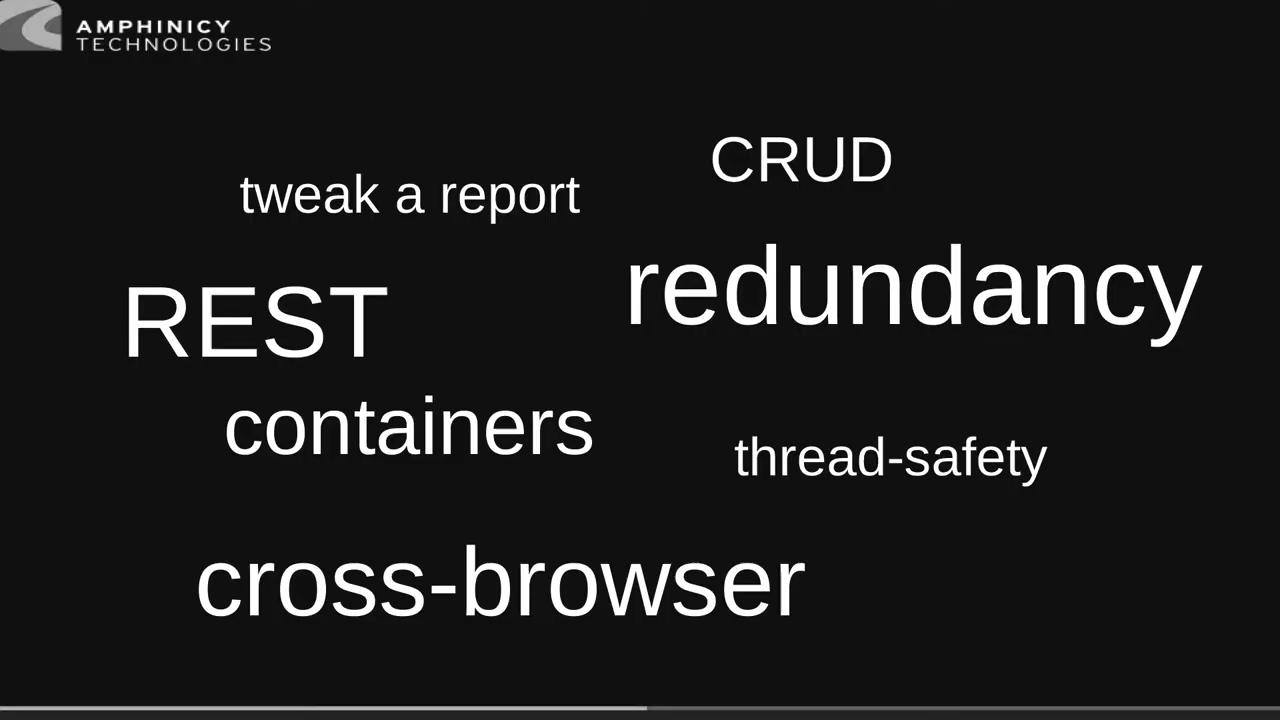 AMPHINICY
TECHNOLOGIES
CRUD
tweak a report
redundancy
REST
containers
thread-safety
cross-browser